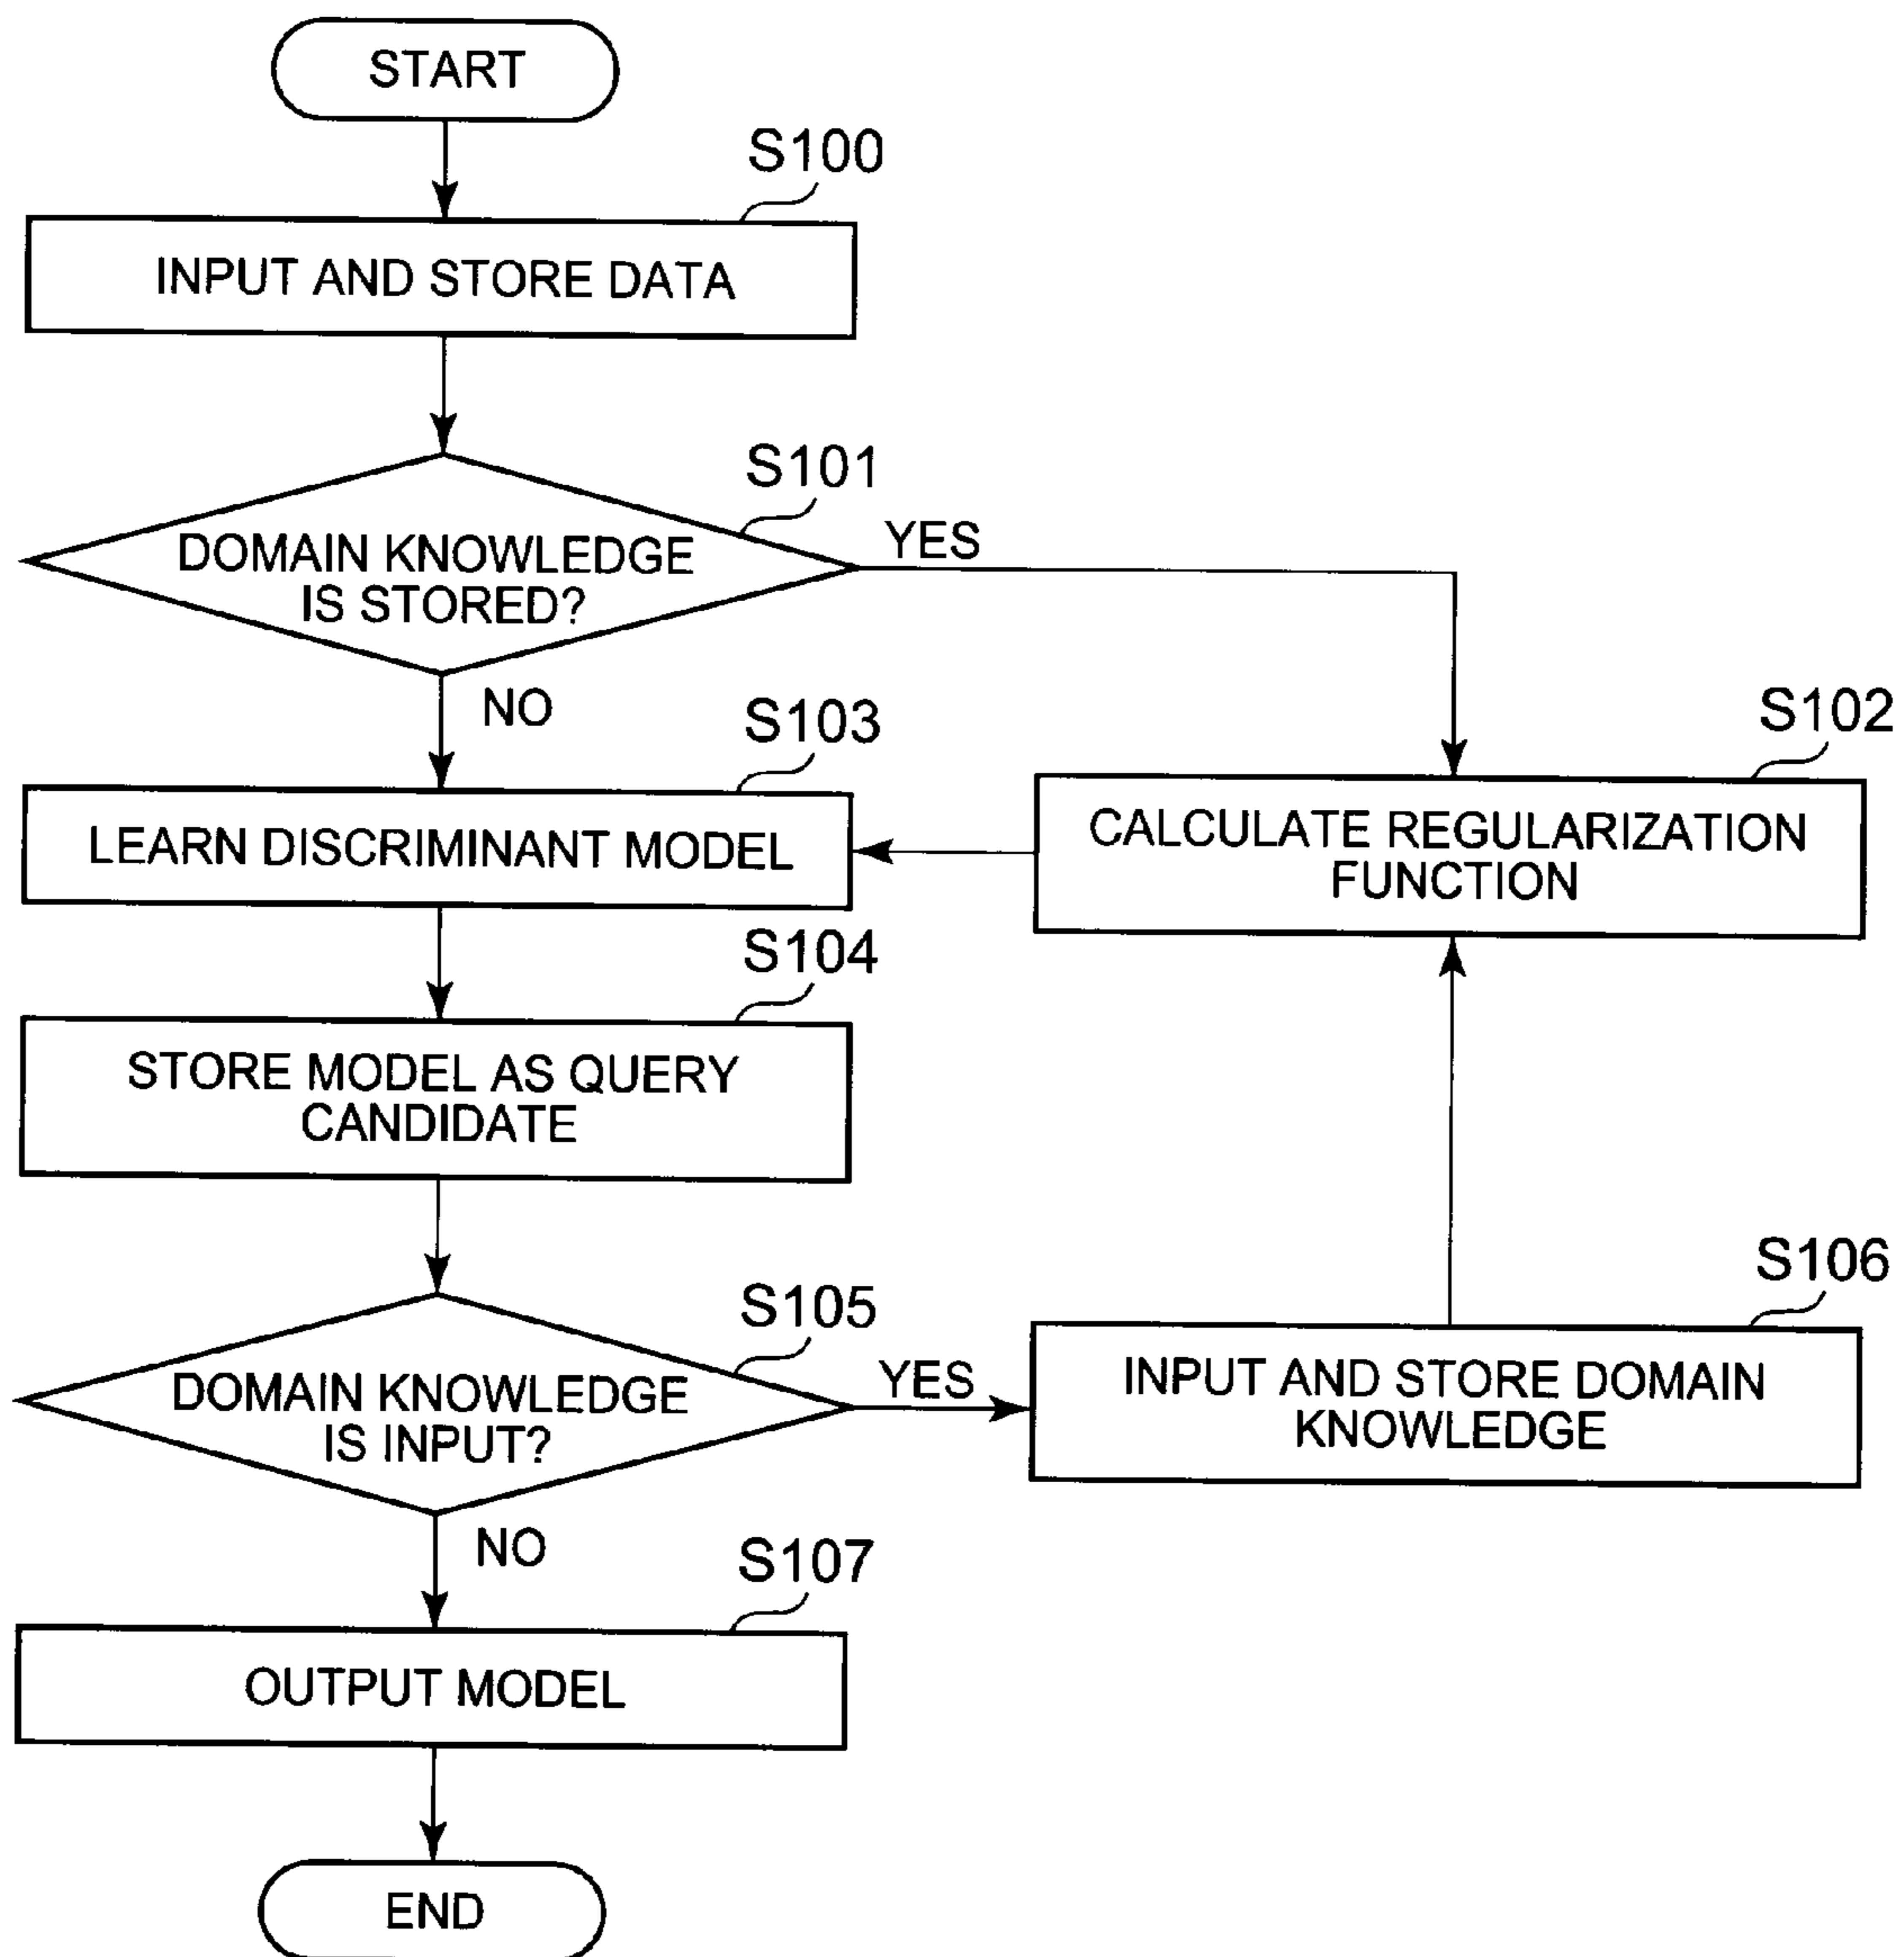 START
S100
INPUT AND STORE DATA
S101
DOMAIN KNOWLEDGE
IS STORED?
YES
NO
S103
S102
LEARN DISCRIMINANT MODEL
CALCULATE REGULARIZATION
FUNCTION
S104
STORE MODEL AS QUERY
CANDIDATE
S105
DOMAIN KNOWLEDGE
IS INPUT?
YES
S106
INPUT AND STORE DOMAIN
KNOWLEDGE
NO
S107
OUTPUT MODEL
END